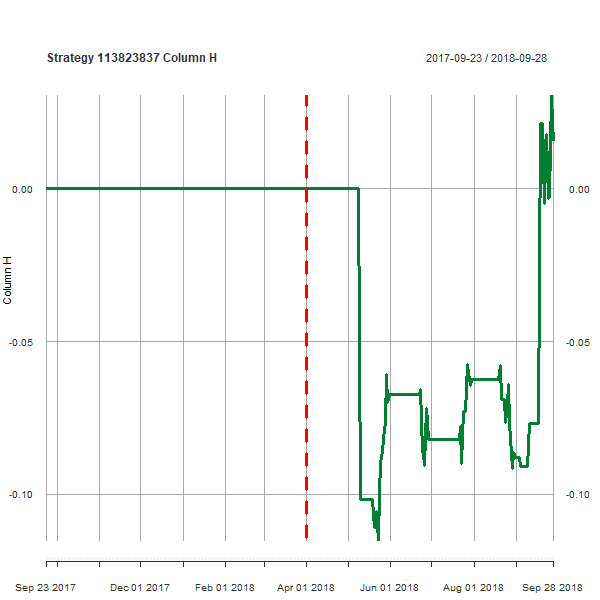 Strategy 113823837 Column H
2017-09-23 / 2018-09-28
0.00
0.00
Column H
-0.05
-0.05
-0.10
-0.10
Sep 23 2017
Dec 01 2017
Feb 01 2018
Apr 01 2018
Jun 01 2018
Aug 01 2018
Sep 28 2018